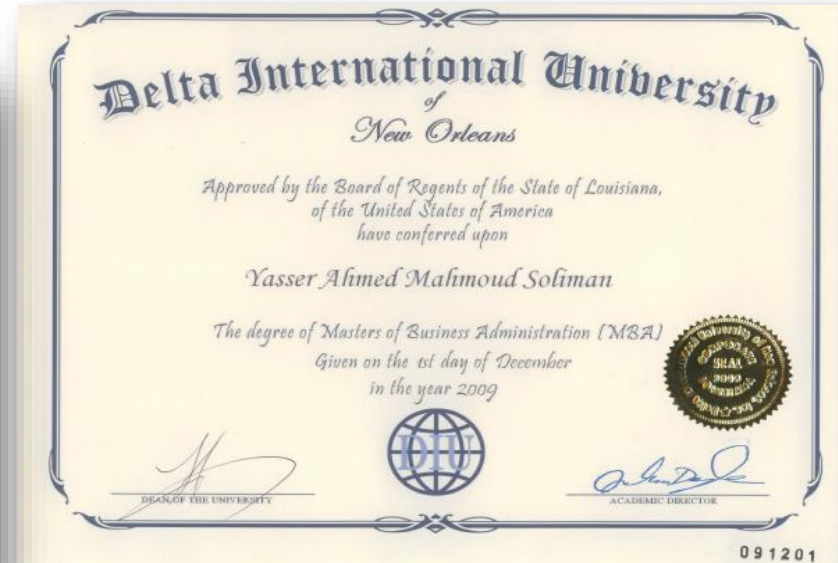 Delta International University
of
New Orleans
Approved by the Board of Regents of the State of Louisiana,
of the United States of America
have conferred upon
Yasser Ahmed Mahmoud Soliman
The degree of Masters of Business Administration (MBA)
Given on the 1st day of December
in the year 2009
CORPORATE
SEAL
DIU
DEAN OF THE UNIVERSITY
ACADEMIC DIRECTOR
091201